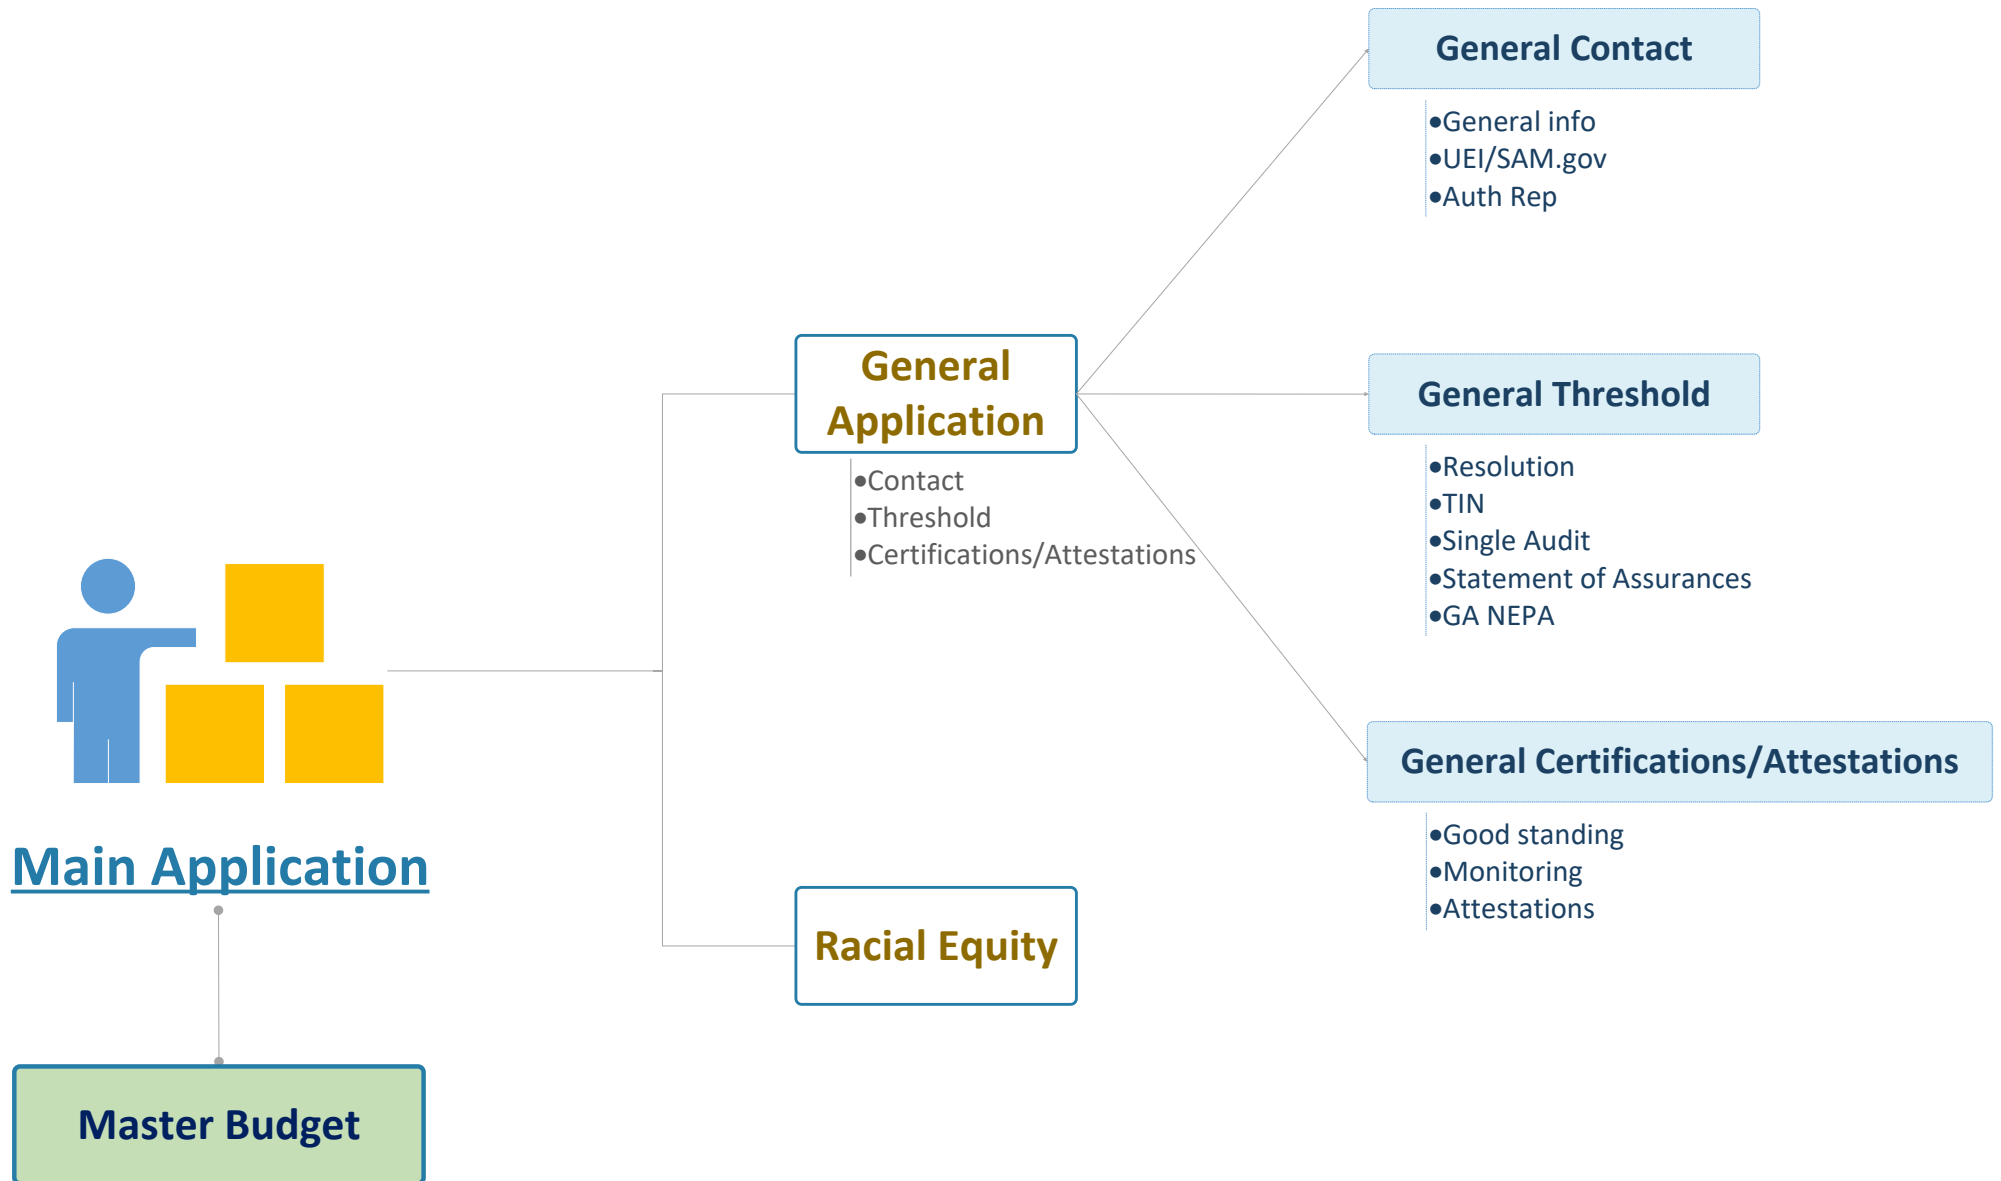 Main Application
Master Budget
General
Application
•Contact
•Threshold
•Certifications/Attestations
Racial Equity
General Contact
•General info
•UEI/SAM.gov
•Auth Rep
General Threshold
•Resolution
•TIN
•Single Audit
•Statement of Assurances
•GA NEPA
General Certifications/Attestations
•Good standing
•Monitoring
•Attestations